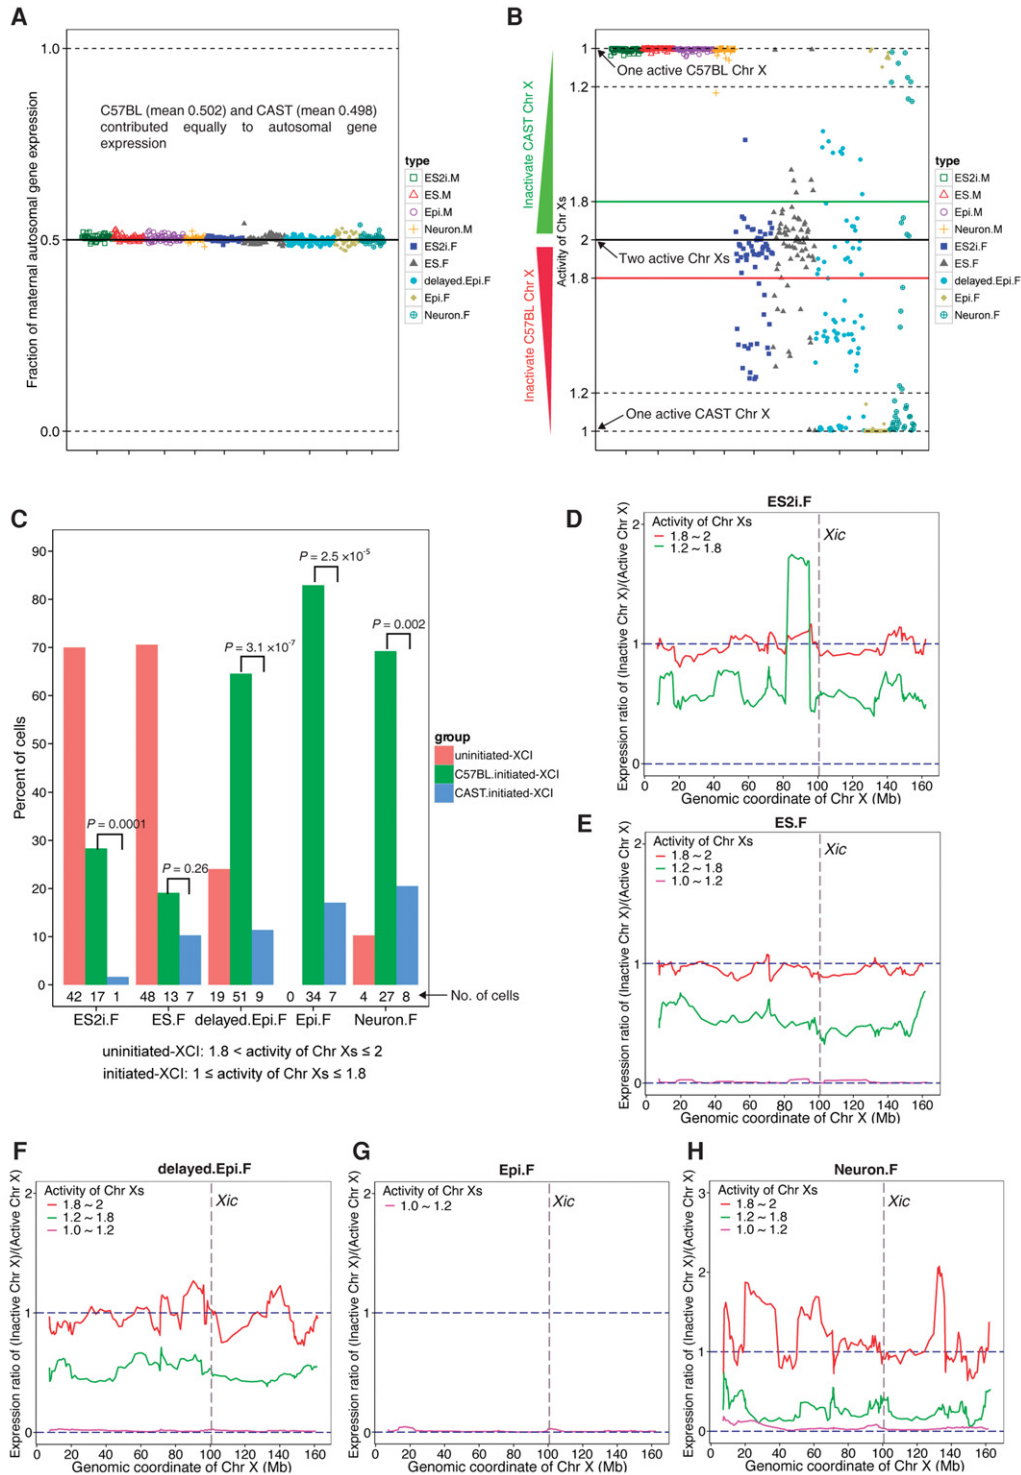 A
Fraction of maternal autosomal gene expression
1.0
0.5
0.0
C57BL (mean 0.502) and CAST (mean 0.498)
contributed equally to autosomal gene
expression
type
ES2i.M
ES.M
Epi.M
Neuron.M
ES2i.F
ES.F
delayed.Epi.F
Epi.F
Neuron.F
B
Inactivate CAST Chr X
Inactivate C57BL Chr X
Activity of Chr Xs
1
1.2
1.8
2
1.8
1.2
1
One active C57BL Chr X
Two active Chr Xs
One active CAST Chr X
type
ES2i.M
ES.M
Epi.M
Neuron.M
ES2i.F
ES.F
delayed.Epi.F
Epi.F
Neuron.F
C
Percent of cells
90
80
70
60
50
40
30
20
10
0
P = 0.0001
P = 0.26
P = 3.1 ×10-7
P = 2.5 ×10-5
P = 0.002
42 17 1 48 13 7 19 51 9 0 34 7 4 27 8
No. of cells
ES2i.F ES.F delayed.Epi.F Epi.F Neuron.F
group
uninitiated-XCI
C57BL.initiated-XCI
CAST.initiated-XCI
uninitiated-XCI: 1.8 < activity of Chr Xs ≤ 2
initiated-XCI: 1 ≤ activity of Chr Xs ≤ 1.8
D
ES2i.F
Expression ratio of (Inactive Chr X)/(Active Chr X)
2
1
0
Activity of Chr Xs
1.8 ~ 2
1.2 ~ 1.8
Xic
0 20 40 60 80 100 120 140 160
Genomic coordinate of Chr X (Mb)
E
ES.F
Expression ratio of (Inactive Chr X)/(Active Chr X)
2
1
0
Activity of Chr Xs
1.8 ~ 2
1.2 ~ 1.8
1.0 ~ 1.2
Xic
0 20 40 60 80 100 120 140 160
Genomic coordinate of Chr X (Mb)
F
delayed.Epi.F
Expression ratio of (Inactive Chr X)/(Active Chr X)
2
1
0
Activity of Chr Xs
1.8 ~ 2
1.2 ~ 1.8
1.0 ~ 1.2
Xic
0 20 40 60 80 100 120 140 160
Genomic coordinate of Chr X (Mb)
G
Epi.F
Expression ratio of (Inactive Chr X)/(Active Chr X)
2
1
0
Activity of Chr Xs
1.0 ~ 1.2
Xic
0 20 40 60 80 100 120 140 160
Genomic coordinate of Chr X (Mb)
H
Neuron.F
Expression ratio of (Inactive Chr X)/(Active Chr X)
3
2
1
0
Activity of Chr Xs
1.8 ~ 2
1.2 ~ 1.8
1.0 ~ 1.2
Xic
0 20 40 60 80 100 120 140 160
Genomic coordinate of Chr X (Mb)